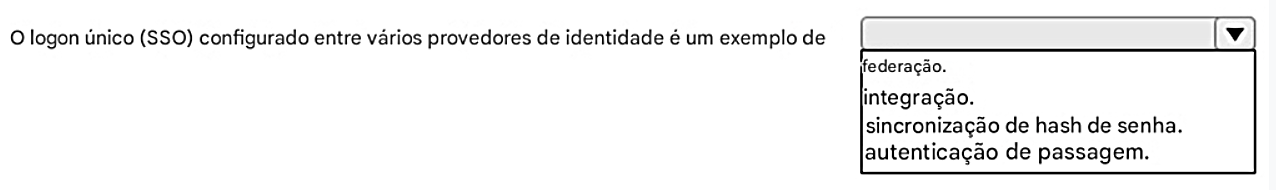 O logon único (SSO) configurado entre vários provedores de identidade é um exemplo de
federação.
integração.
sincronização de hash de senha.
autenticação de passagem.